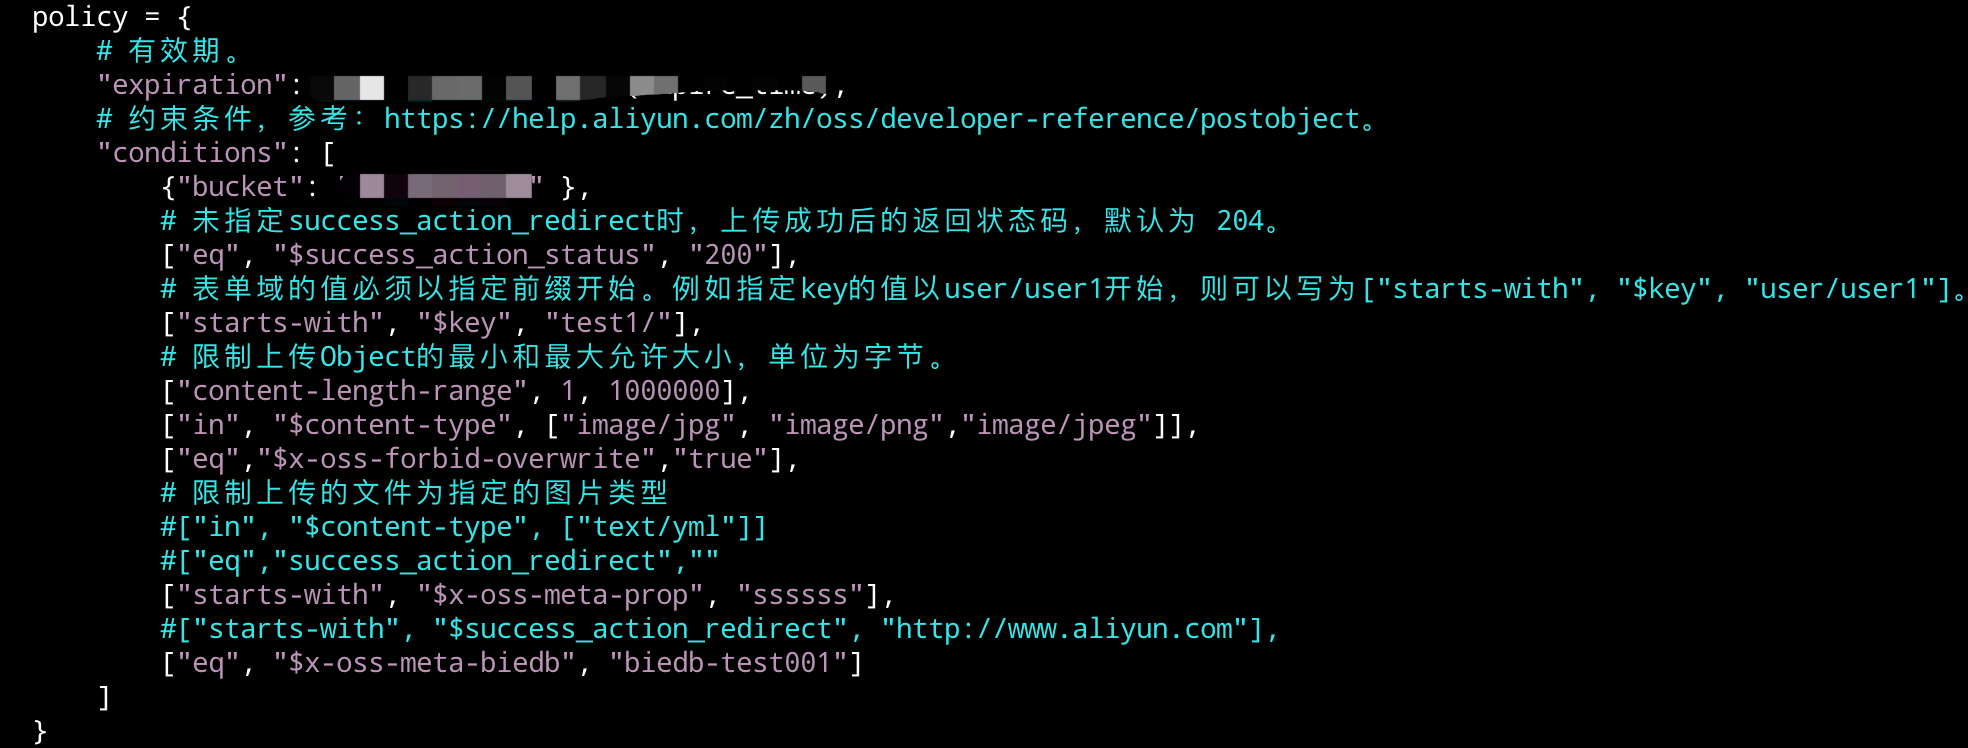 policy = {
# 有效期。
"expiration":
# 约束条件，参考：https://help.aliyun.com/zh/oss/developer-reference/postobject。
"conditions": [
{"bucket": " " },
# 未指定success_action_redirect时，上传成功后的返回状态码，默认为 204。
["eq", "$success_action_status", "200"],
# 表单域的值必须以指定前缀开始。例如指定key的值以user/user1开始，则可以写为["starts-with", "$key", "user/user1"]。
["starts-with", "$key", "test1/"],
# 限制上传Object的最小和最大允许大小，单位为字节。
["content-length-range", 1, 1000000],
["in", "$content-type", ["image/jpg", "image/png","image/jpeg"]],
["eq","$x-oss-forbid-overwrite","true"],
# 限制上传的文件为指定的图片类型
#["in", "$content-type", ["text/yml"]]
#["eq","success_action_redirect",""
["starts-with", "$x-oss-meta-prop", "ssssss"],
#["starts-with", "$success_action_redirect", "http://www.aliyun.com"],
["eq", "$x-oss-meta-biedb", "biedb-test001"]
]
}